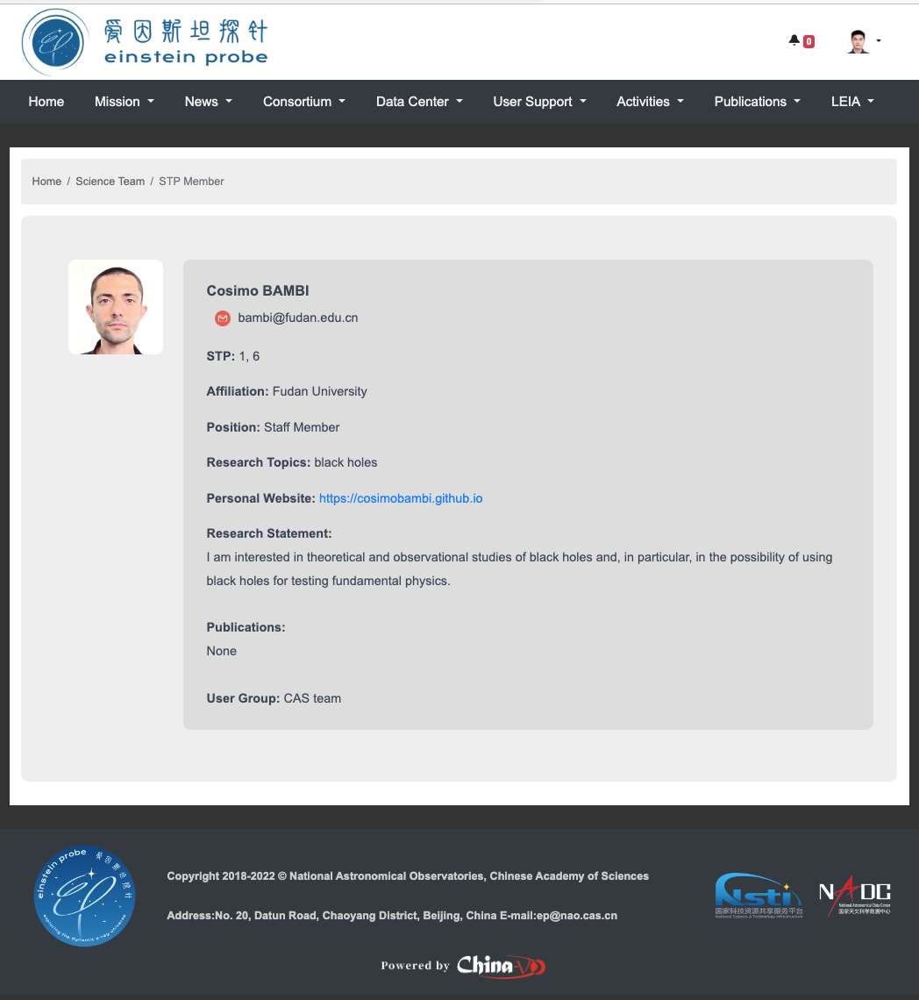 爱因斯坦探针
einstein probe
0
Home Mission News Consortium Data Center User Support Activities Publications LEIA
Home / Science Team / STP Member
Cosimo BAMBI
bambi@fudan.edu.cn
STP: 1, 6
Affiliation: Fudan University
Position: Staff Member
Research Topics: black holes
Personal Website: https://cosimobambi.github.io
Research Statement:
I am interested in theoretical and observational studies of black holes and, in particular, in the possibility of using
black holes for testing fundamental physics.
Publications:
None
User Group: CAS team
einstein probe 爱因斯坦探针
exploring the dynamic x-ray universe
Copyright 2018-2022 © National Astronomical Observatories, Chinese Academy of Sciences
Address:No. 20, Datun Road, Chaoyang District, Beijing, China E-mail:ep@nao.cas.cn
Nsti
国家科技资源共享服务平台
National Science & Technology Infrastructure
NADC
National Astronomical Data Center
国家天文科学数据中心
Powered by China-VO